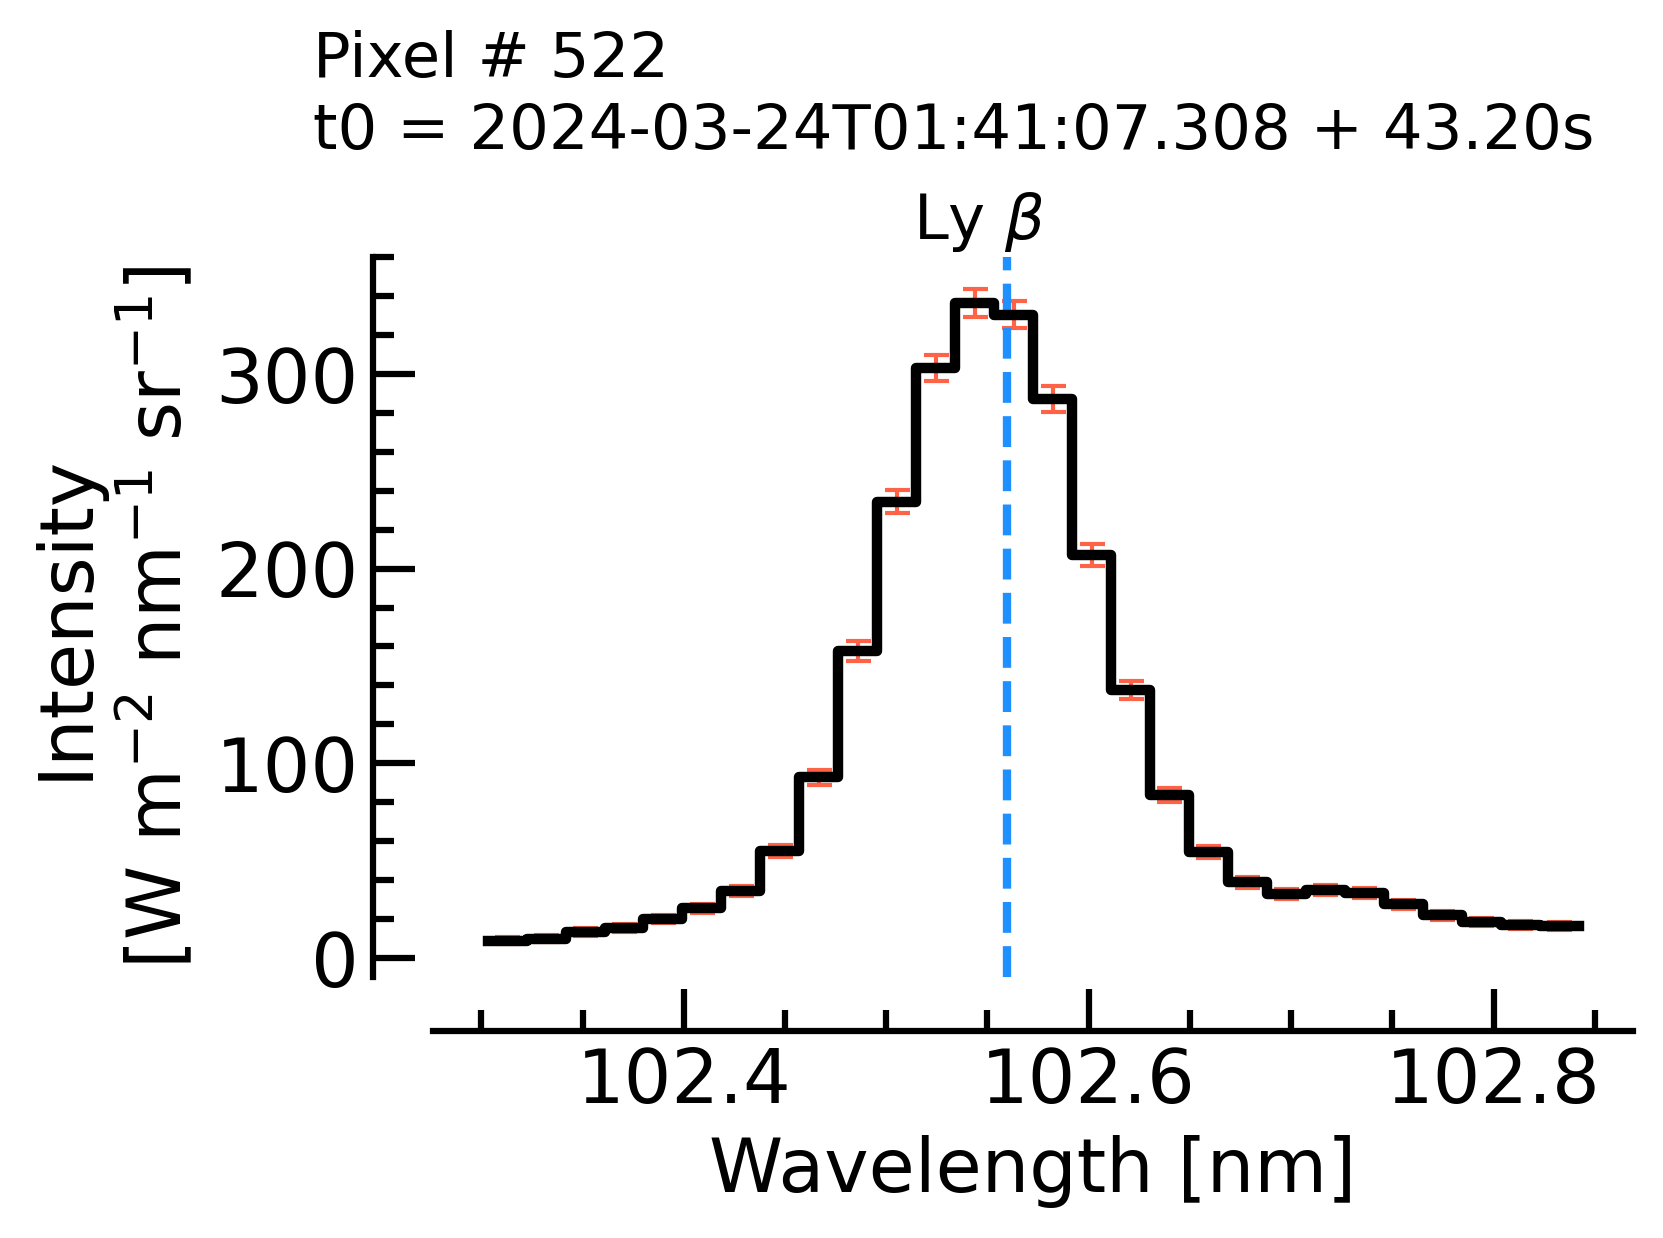 Pixel # 522
t0 = 2024-03-24T01:41:07.308 + 43.20s
Ly β
Intensity
[W m⁻² nm⁻¹ sr⁻¹]
300
200
100
0
102.4 102.6 102.8
Wavelength [nm]